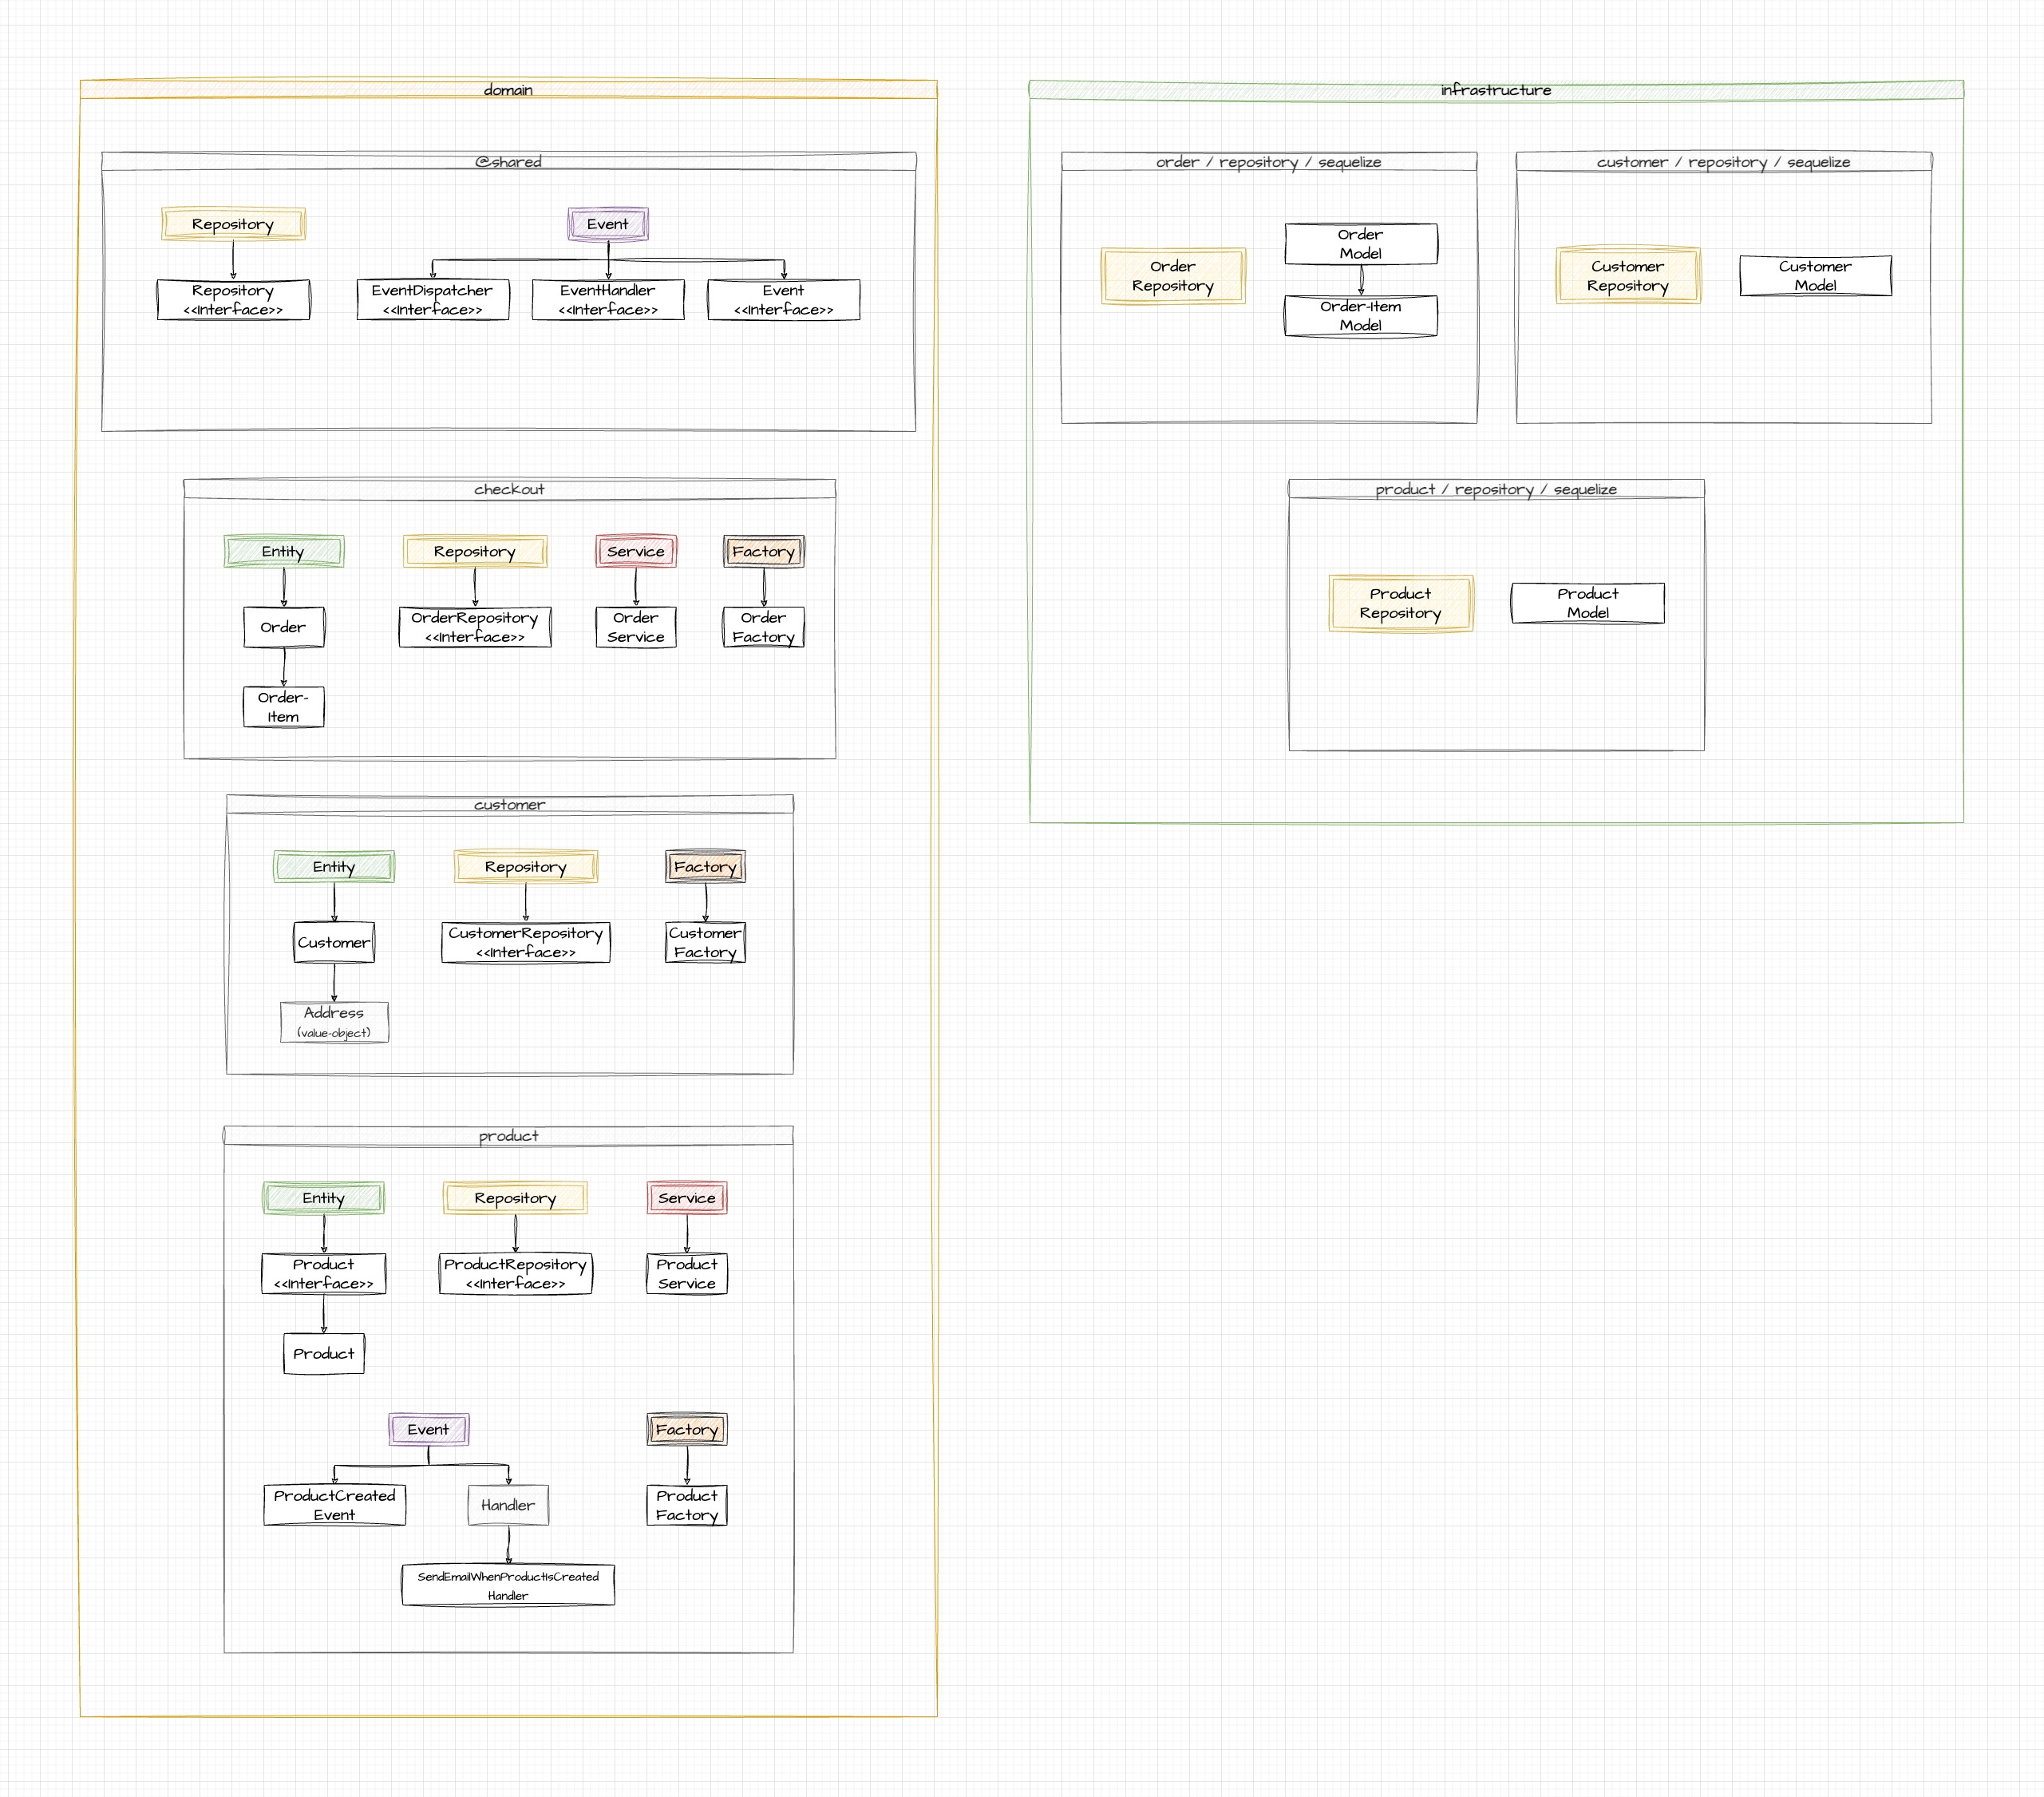 domain
@shared
Repository
Event
Repository
<<Interface>>
EventDispatcher
<<Interface>>
EventHandler
<<Interface>>
Event
<<Interface>>
checkout
Entity
Repository
Service
Factory
Order
OrderRepository
<<Interface>>
Order
Service
Order
Factory
Order-
Item
customer
Entity
Repository
Factory
Customer
CustomerRepository
<<Interface>>
Customer
Factory
Address
(value-object)
product
Entity
Repository
Service
Product
<<Interface>>
ProductRepository
<<Interface>>
Product
Service
Product
Event
Factory
ProductCreated
Event
Handler
Product
Factory
SendEmailWhenProductIsCreated
Handler
infrastructure
order / repository / sequelize
Order
Repository
Order
Model
Order-Item
Model
customer / repository / sequelize
Customer
Repository
Customer
Model
product / repository / sequelize
Product
Repository
Product
Model